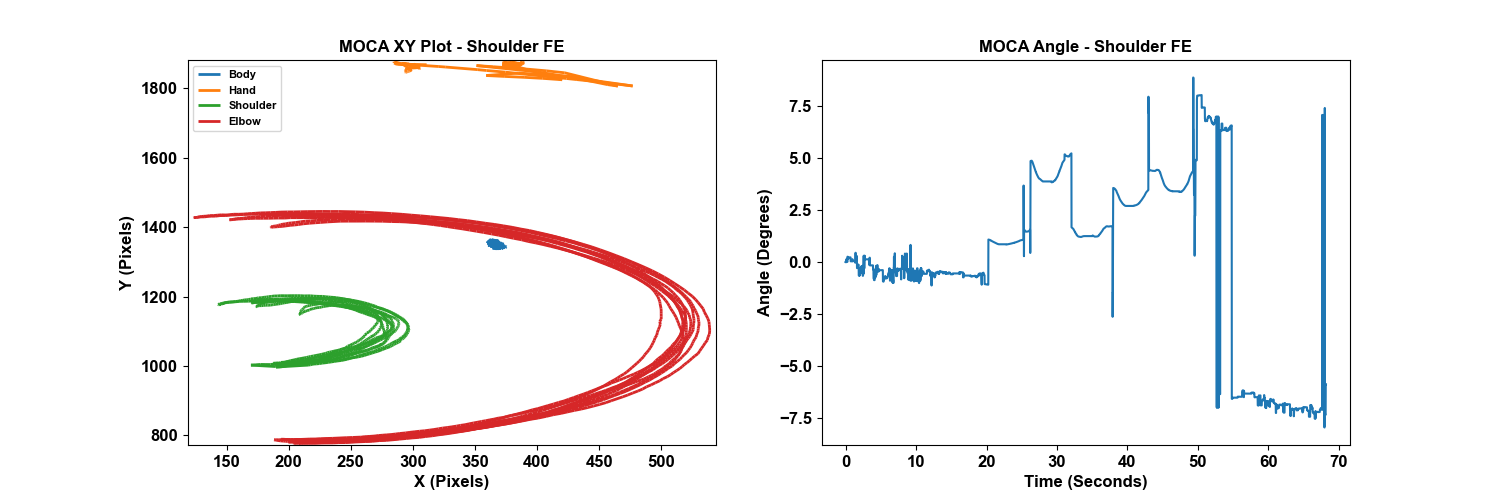 MOCA XY Plot - Shoulder FE
Body
Hand
Shoulder
Elbow
1800
1600
1400
1200
1000
800
Y (Pixels)
150 200 250 300 350 400 450 500
X (Pixels)
MOCA Angle - Shoulder FE
7.5
5.0
2.5
0.0
−2.5
−5.0
−7.5
Angle (Degrees)
0 10 20 30 40 50 60 70
Time (Seconds)